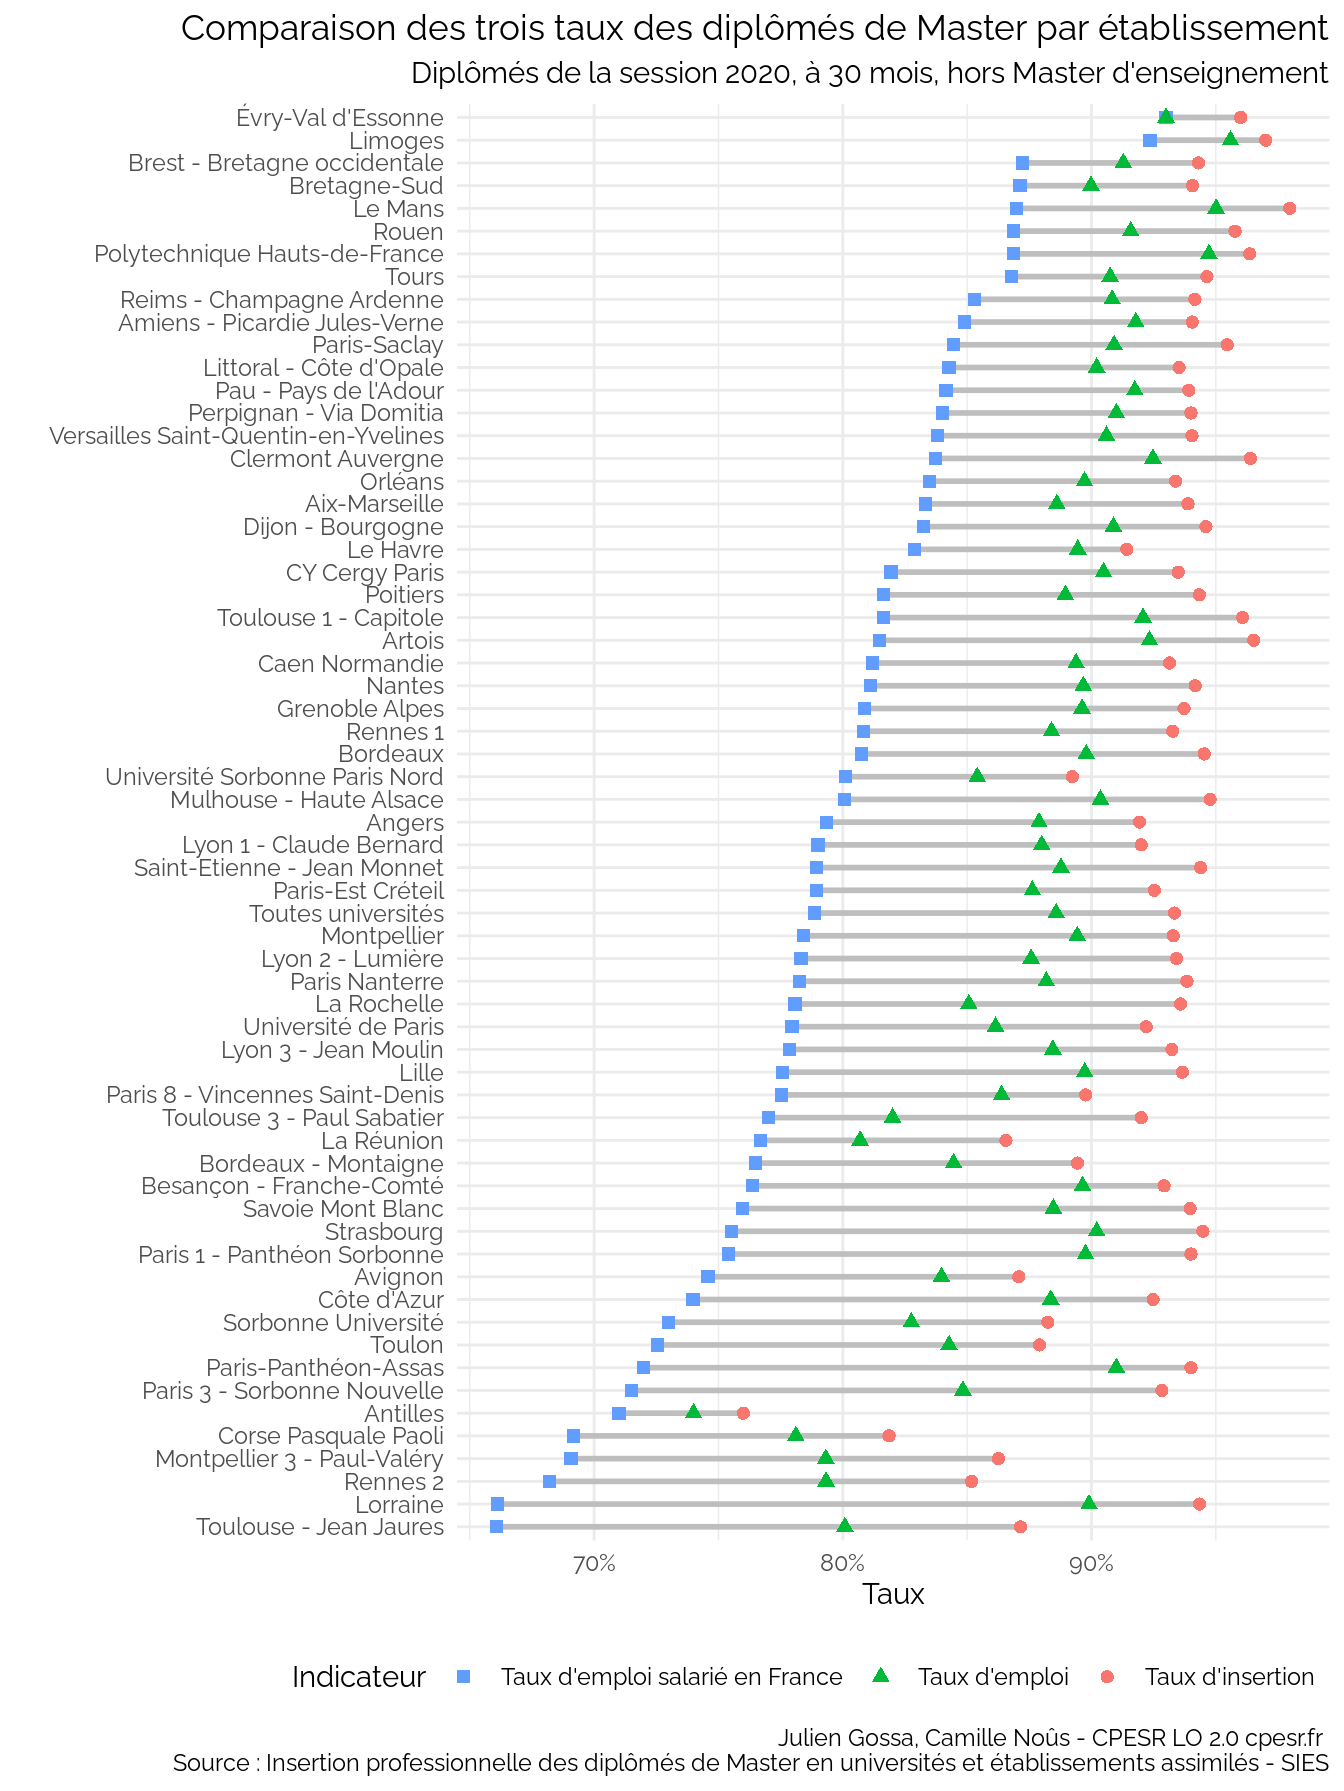 Comparaison des trois taux des diplômés de Master par établissement
Diplômés de la session 2020, à 30 mois, hors Master d'enseignement
Évry-Val d'Essonne
Limoges
Brest - Bretagne occidentale
Bretagne-Sud
Le Mans
Rouen
Polytechnique Hauts-de-France
Tours
Reims - Champagne Ardenne
Amiens - Picardie Jules-Verne
Paris-Saclay
Littoral - Côte d'Opale
Pau - Pays de l'Adour
Perpignan - Via Domitia
Versailles Saint-Quentin-en-Yvelines
Clermont Auvergne
Orléans
Aix-Marseille
Dijon - Bourgogne
Le Havre
CY Cergy Paris
Poitiers
Toulouse 1 - Capitole
Artois
Caen Normandie
Nantes
Grenoble Alpes
Rennes 1
Bordeaux
Université Sorbonne Paris Nord
Mulhouse - Haute Alsace
Angers
Lyon 1 - Claude Bernard
Saint-Etienne - Jean Monnet
Paris-Est Créteil
Toutes universités
Montpellier
Lyon 2 - Lumière
Paris Nanterre
La Rochelle
Université de Paris
Lyon 3 - Jean Moulin
Lille
Paris 8 - Vincennes Saint-Denis
Toulouse 3 - Paul Sabatier
La Réunion
Bordeaux - Montaigne
Besançon - Franche-Comté
Savoie Mont Blanc
Strasbourg
Paris 1 - Panthéon Sorbonne
Avignon
Côte d'Azur
Sorbonne Université
Toulon
Paris-Panthéon-Assas
Paris 3 - Sorbonne Nouvelle
Antilles
Corse Pasquale Paoli
Montpellier 3 - Paul-Valéry
Rennes 2
Lorraine
Toulouse - Jean Jaures
70% 80% 90%
Taux
Indicateur Taux d'emploi salarié en France Taux d'emploi Taux d'insertion
Julien Gossa, Camille Noûs - CPESR LO 2.0 cpesr.fr
Source : Insertion professionnelle des diplômés de Master en universités et établissements assimilés - SIES